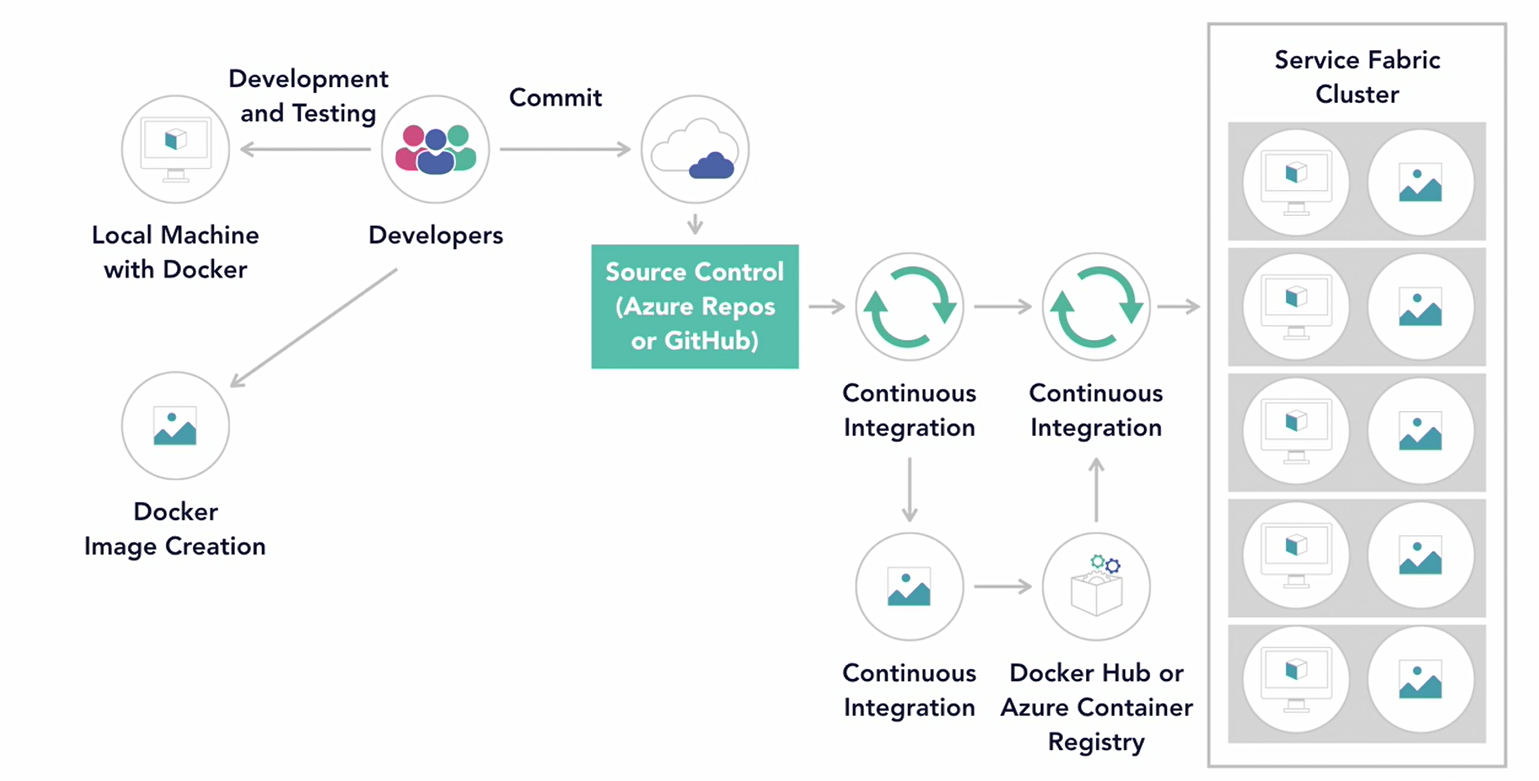 Development
and Testing
Commit
Local Machine
with Docker
Developers
Docker
Image Creation
Source Control
(Azure Repos
or GitHub)
Continuous
Integration
Continuous
Integration
Continuous
Integration
Docker Hub or
Azure Container
Registry
Service Fabric
Cluster